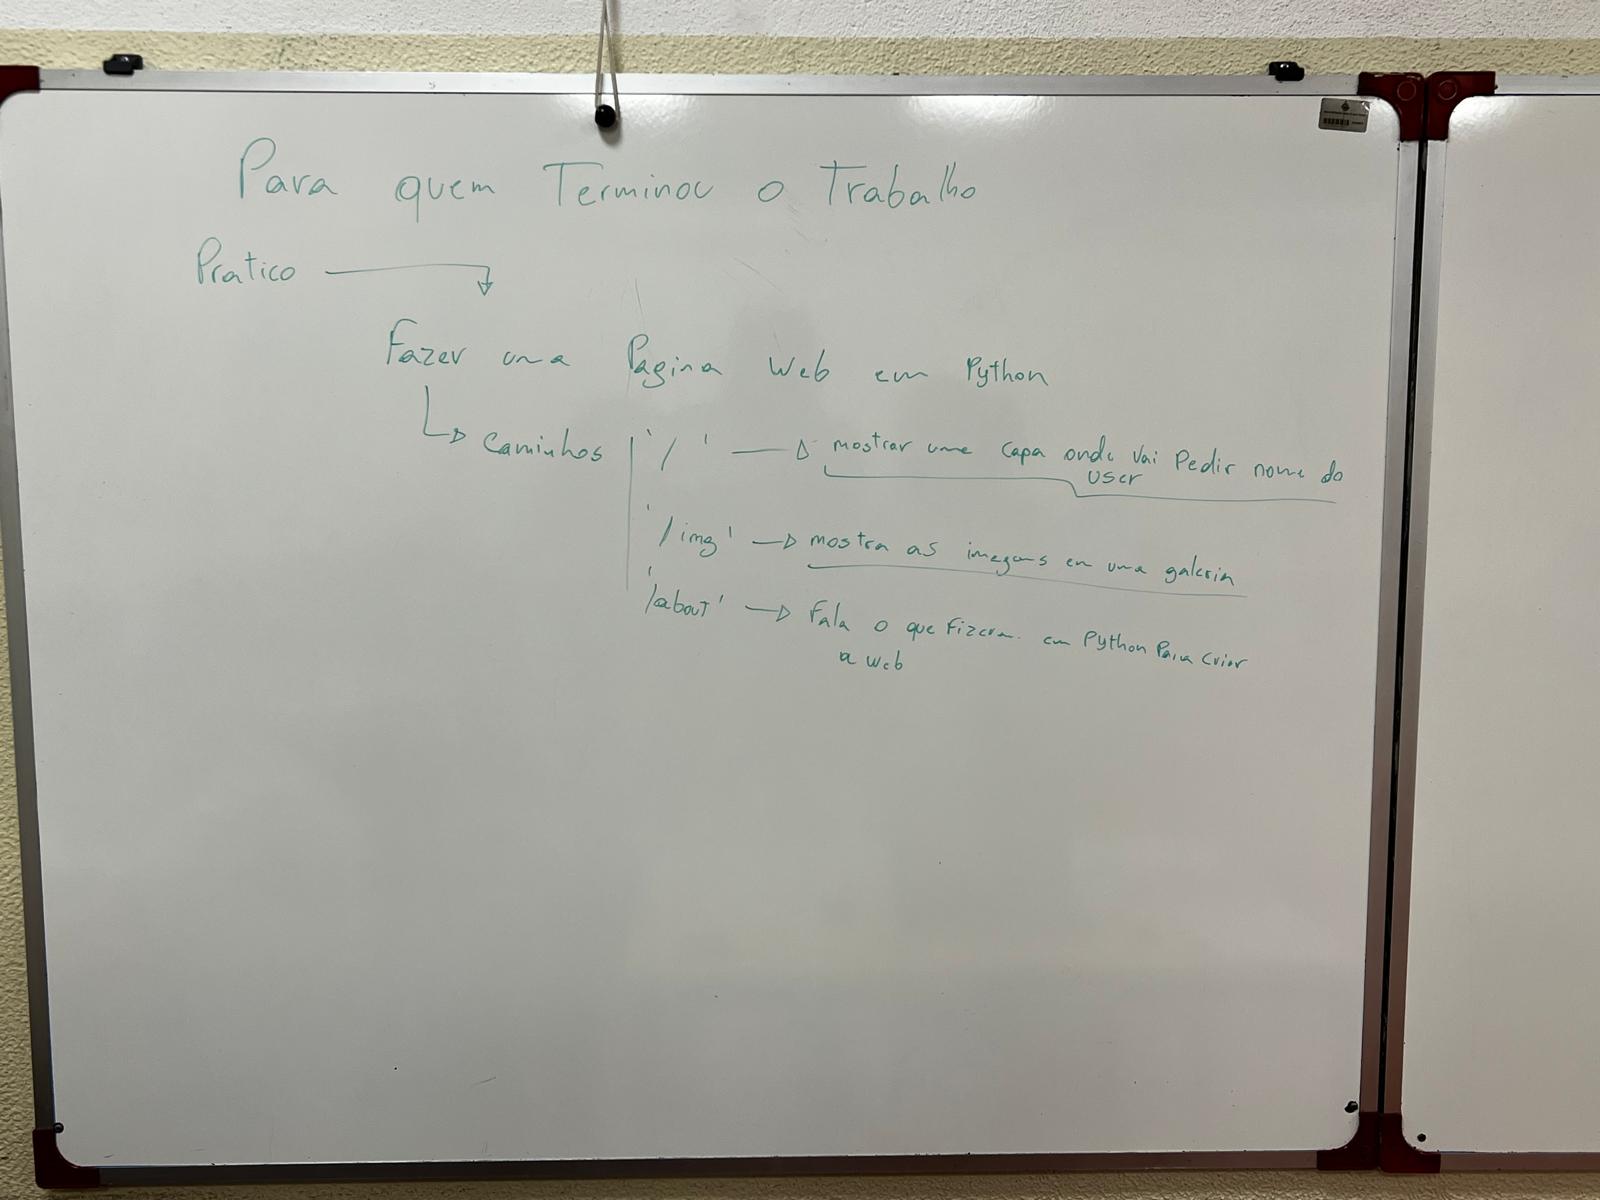 Para quem Terminou o Trabalho
Pratico
Fazer uma Pagina Web em Python
Caminhos '/' mostrar uma capa onde vai Pedir nome do
user
'/img' mostra as imagens em uma galeria
'/about' Fala o que Fizeram em Python Para Criar
a web